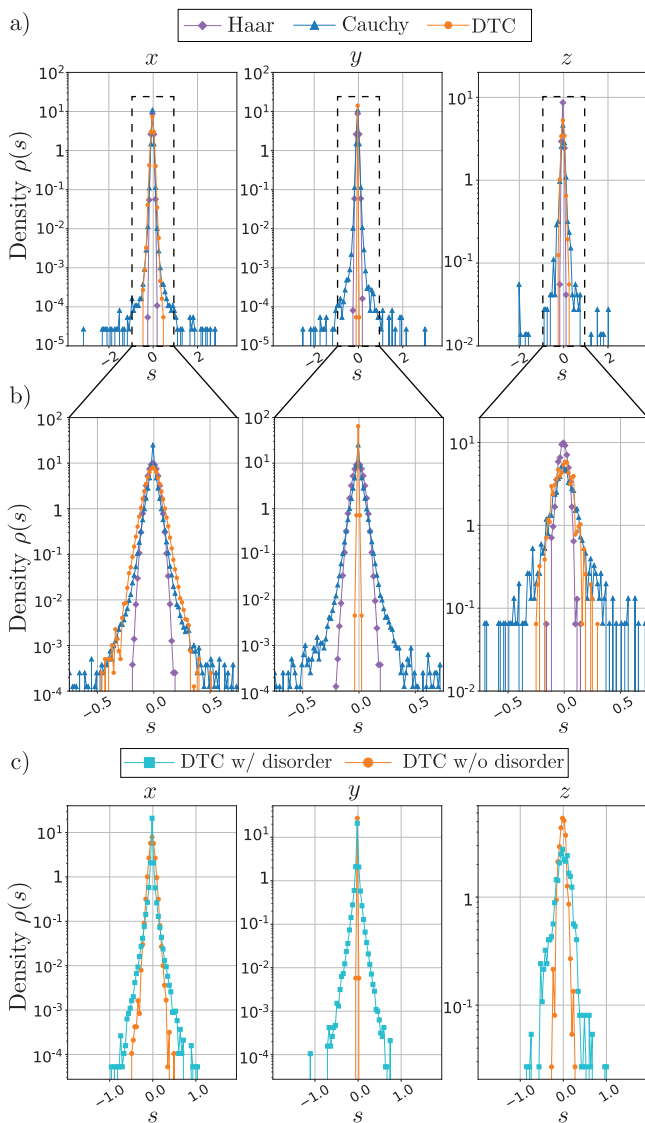 a)
Haar Cauchy DTC
x y z
Density ρ(s)
10^2 10^1 1 10^-1 10^-2 10^-3 10^-4 10^-5
−2 0 2
s
10^2 10^1 1 10^-1 10^-2 10^-3 10^-4 10^-5
−2 0 2
s
10^1 1 10^-1 10^-2
−2 0 2
s
b)
Density ρ(s)
10^2 10^1 1 10^-1 10^-2 10^-3 10^-4
−0.5 0.0 0.5
s
10^2 10^1 1 10^-1 10^-2 10^-3 10^-4
−0.5 0.0 0.5
s
10^1 1 10^-1 10^-2
−0.5 0.0 0.5
s
c)
DTC w/ disorder DTC w/o disorder
x y z
Density ρ(s)
10^1 1 10^-1 10^-2 10^-3 10^-4
−1.0 0.0 1.0
s
10^1 1 10^-1 10^-2 10^-3 10^-4
−1.0 0.0 1.0
s
1 10^-1
−1.0 0.0 1.0
s